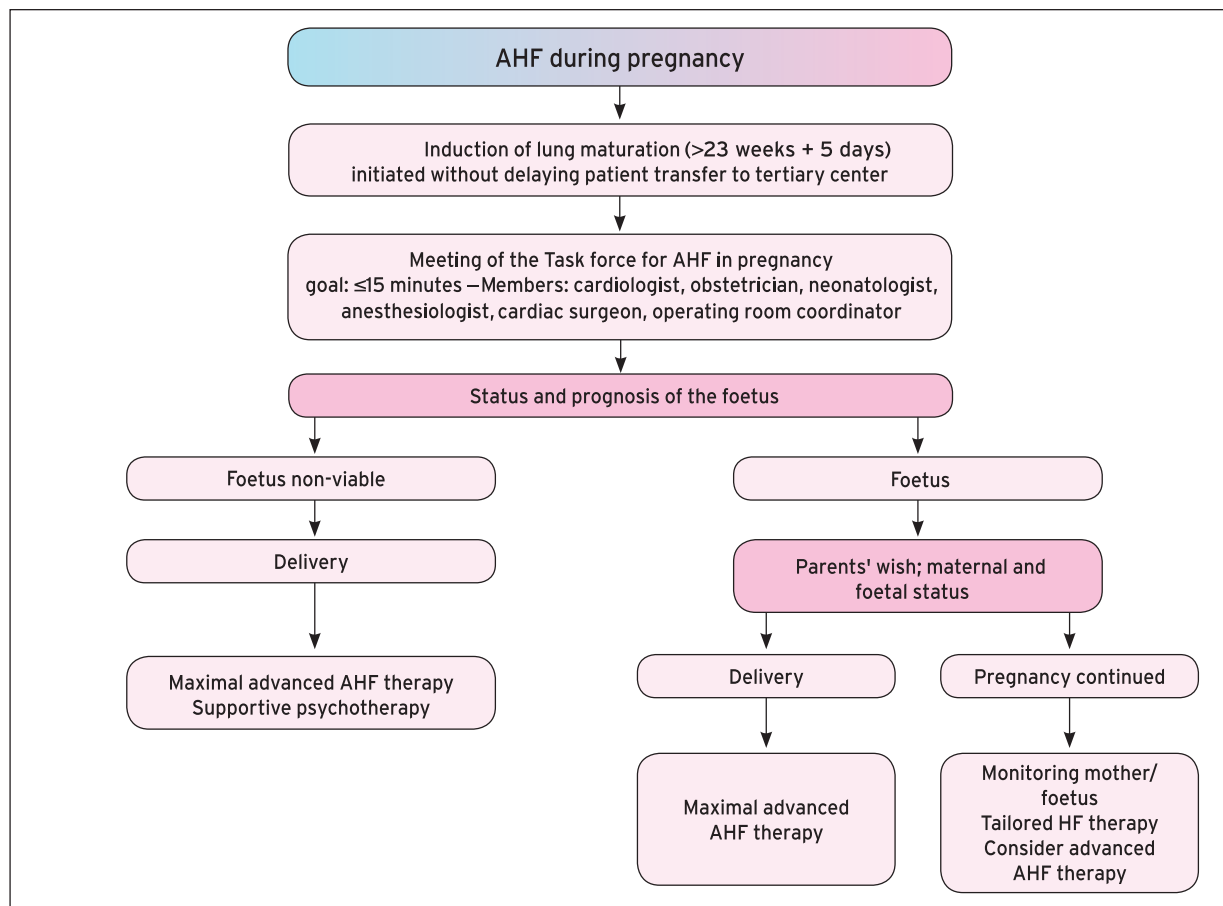 AHF during pregnancy
Induction of lung maturation (>23 weeks + 5 days)
initiated without delaying patient transfer to tertiary center
Meeting of the Task force for AHF in pregnancy
goal: ≤15 minutes —Members: cardiologist, obstetrician, neonatologist,
anesthesiologist, cardiac surgeon, operating room coordinator
Status and prognosis of the foetus
Foetus non-viable
Delivery
Maximal advanced AHF therapy
Supportive psychotherapy
Foetus
Parents' wish; maternal and
foetal status
Delivery
Maximal advanced
AHF therapy
Pregnancy continued
Monitoring mother/
foetus
Tailored HF therapy
Consider advanced
AHF therapy